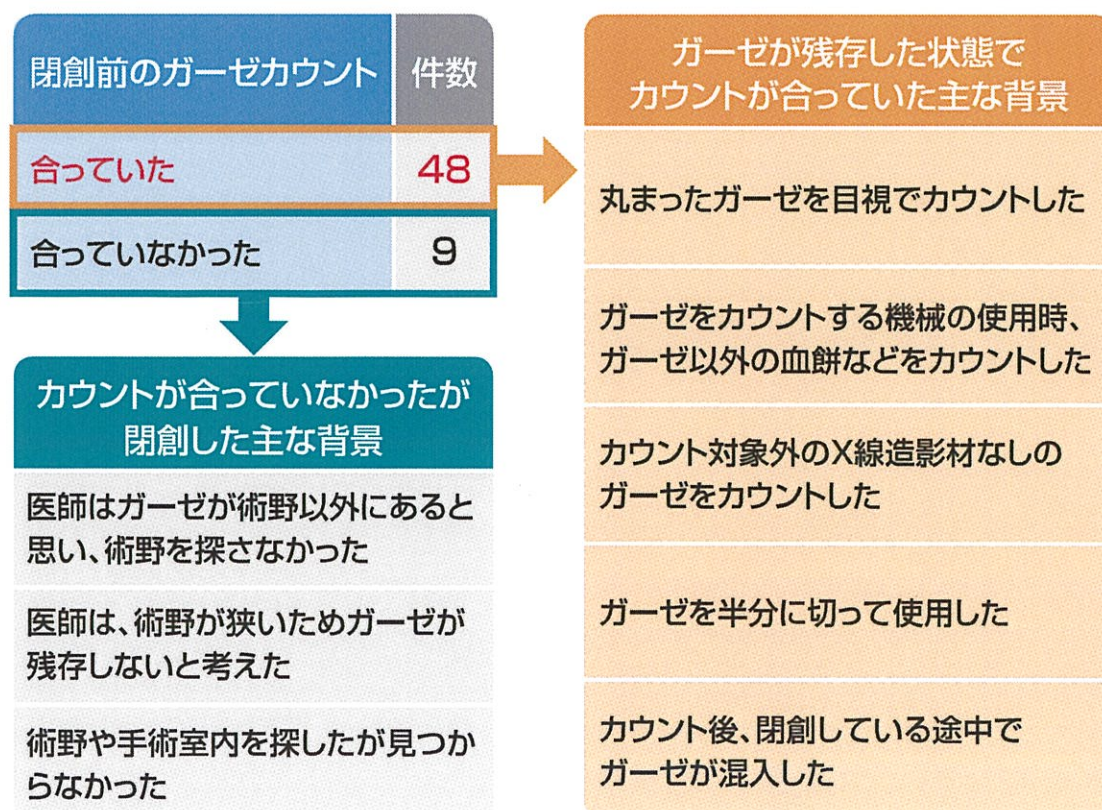 閉創前のガーゼカウント 件数
合っていた 48
合っていなかった 9
カウントが合っていなかったが
閉創した主な背景
医師はガーゼが術野以外にあると
思い、術野を探さなかった
医師は、術野が狭いためガーゼが
残存しないと考えた
術野や手術室内を探したが見つか
らなかった
ガーゼが残存した状態で
カウントが合っていた主な背景
丸まったガーゼを目視でカウントした
ガーゼをカウントする機械の使用時、
ガーゼ以外の血餅などをカウントした
カウント対象外のX線造影材なしの
ガーゼをカウントした
ガーゼを半分に切って使用した
カウント後、閉創している途中で
ガーゼが混入した